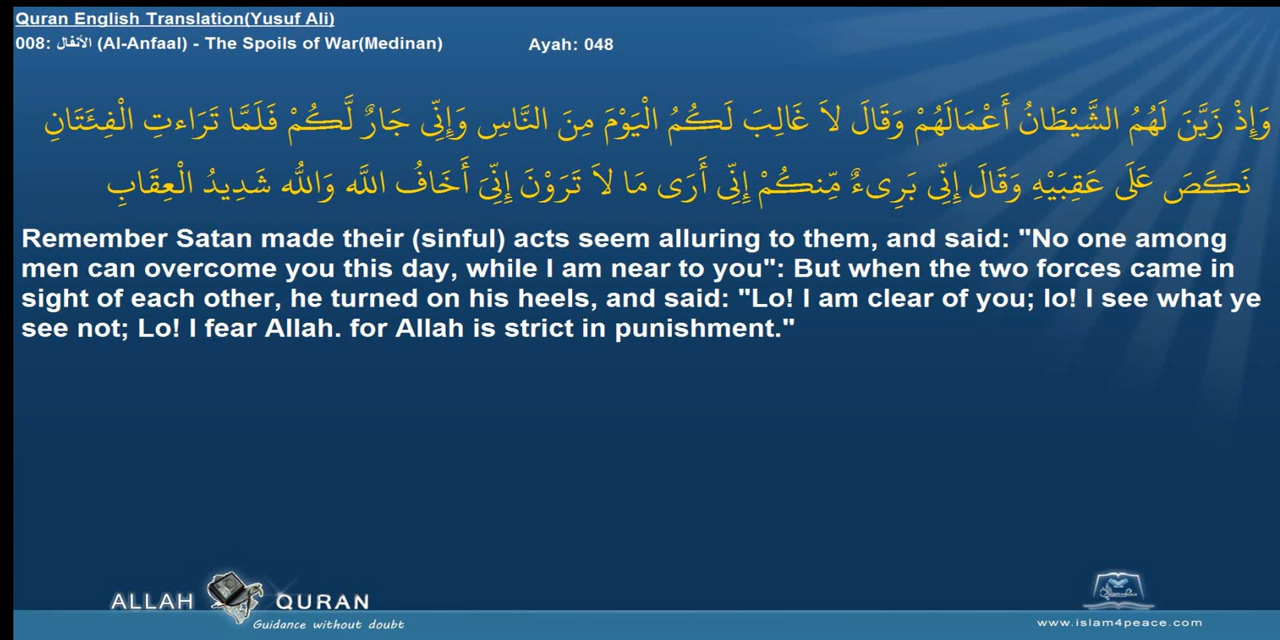 Quran English Translation(Yusuf Ali)
008: الأنفال (Al-Anfaal) - The Spoils of War(Medinan) Ayah: 048
وَإِذْ زَيَّنَ لَهُمُ الشَّيْطَانُ أَعْمَالَهُمْ وَقَالَ لاَ غَالِبَ لَكُمُ الْيَوْمَ مِنَ النَّاسِ وَإِنِّى جَارٌ لَّكُمْ فَلَمَّا تَرَاءتِ الْفِئَتَانِ
نَكَصَ عَلَى عَقِبَيْهِ وَقَالَ إِنِّى بَرِىءٌ مِّنكُمْ إِنِّى أَرَى مَا لاَ تَرَوْنَ إِنِّىَ أَخَافُ اللّه وَاللّه شَدِيدُ الْعِقَابِ
Remember Satan made their (sinful) acts seem alluring to them, and said: "No one among
men can overcome you this day, while I am near to you": But when the two forces came in
sight of each other, he turned on his heels, and said: "Lo! I am clear of you; lo! I see what ye
see not; Lo! I fear Allah. for Allah is strict in punishment."
ALLAH QURAN
Guidance without doubt
www.islam4peace.com